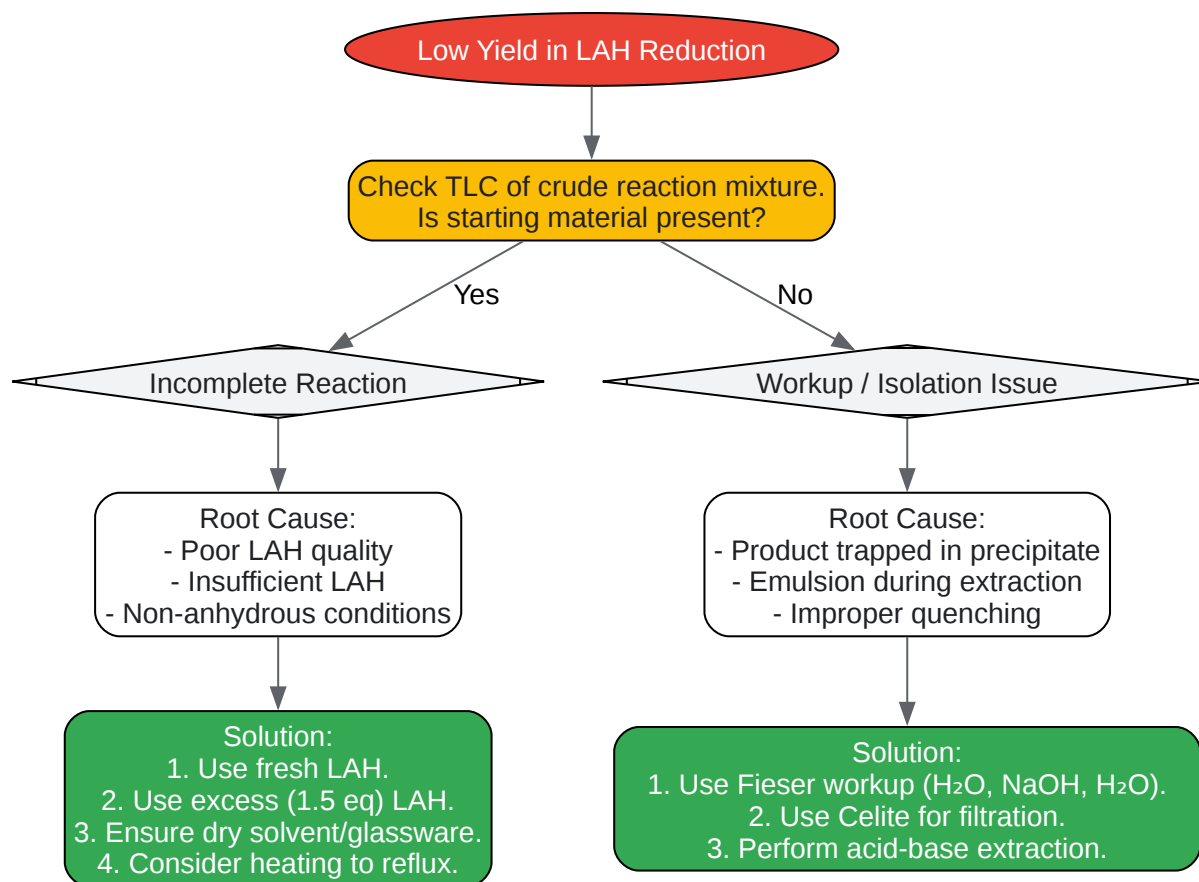 Low Yield in LAH Reduction
Check TLC of crude reaction mixture.
Is starting material present?
Yes
No
Incomplete Reaction
Workup / Isolation Issue
Root Cause:
- Poor LAH quality
- Insufficient LAH
- Non-anhydrous conditions
Root Cause:
- Product trapped in precipitate
- Emulsion during extraction
- Improper quenching
Solution:
1. Use fresh LAH.
2. Use excess (1.5 eq) LAH.
3. Ensure dry solvent/glassware.
4. Consider heating to reflux.
Solution:
1. Use Fieser workup (H₂O, NaOH, H₂O).
2. Use Celite for filtration.
3. Perform acid-base extraction.